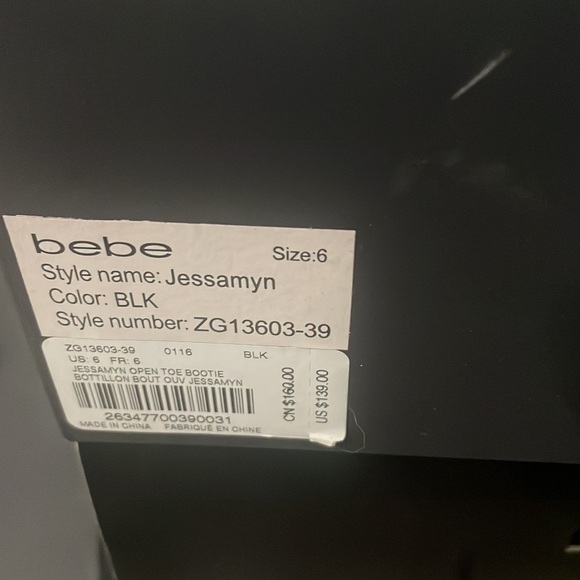 bebe
Size:6
Style name: Jessamyn
Color: BLK
Style number: ZG13603-39
ZG13603-39 0116 BLK
US: 6 FR: 6
JESSAMYN OPEN TOE BOOTIE
BOTTILLON BOUT OUV JESSAMYN
26347700390031
MADE IN CHINA FABRIQUÉ EN CHINE
CN $160.00
US $139.00